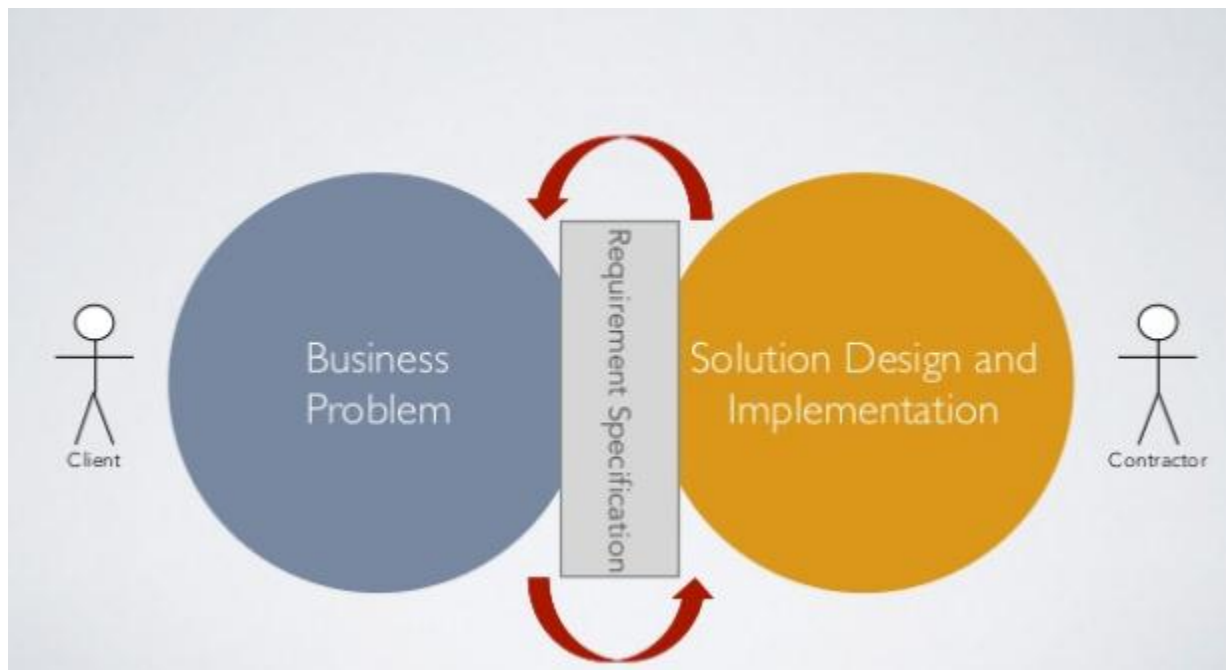 Business
Problem
Requirement Specification
Solution Design and
Implementation
Client
Contractor